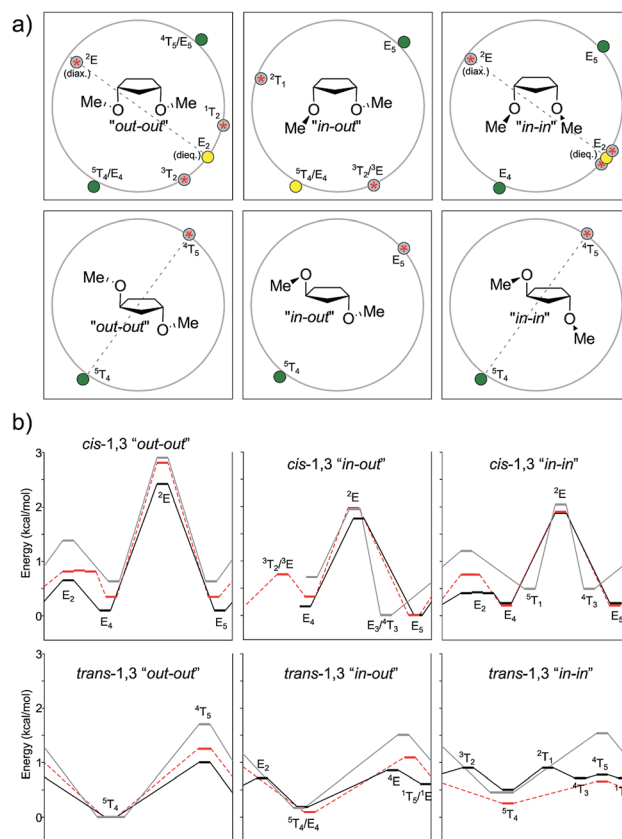 a)
⁴T₅/E₅
²E
(diax.)
Me
O
O
Me
"out-out"
¹T₂
E₂
(dieq.)
⁵T₄/E₄
³T₂
E₅
²T₁
O
O
Me
Me
"in-out"
⁵T₄/E₄
³T₂/³E
E₅
²E
(diax.)
O
O
Me
"in-in"
Me
E₂
(dieq.)
E₄
⁴T₅
Me
O
"out-out"
O
Me
⁵T₄
E₅
Me
O
"in-out"
O
Me
⁵T₄
⁴T₅
Me
O
"in-in"
O
Me
⁵T₄
b)
cis-1,3 "out-out"
cis-1,3 "in-out"
cis-1,3 "in-in"
Energy (kcal/mol)
3
2
1
0
²E
E₂
E₄
E₅
²E
³T₂/³E
E₄
E₃/⁴T₃
E₅
²E
E₂
E₄
⁵T₁
⁴T₃
E₅
trans-1,3 "out-out"
trans-1,3 "in-out"
trans-1,3 "in-in"
Energy (kcal/mol)
3
2
1
0
⁴T₅
⁵T₄
E₂
⁵T₄/E₄
⁴E
¹T₅/¹E
³T₂
²T₁
⁴T₅
⁴T₃
⁵T₄